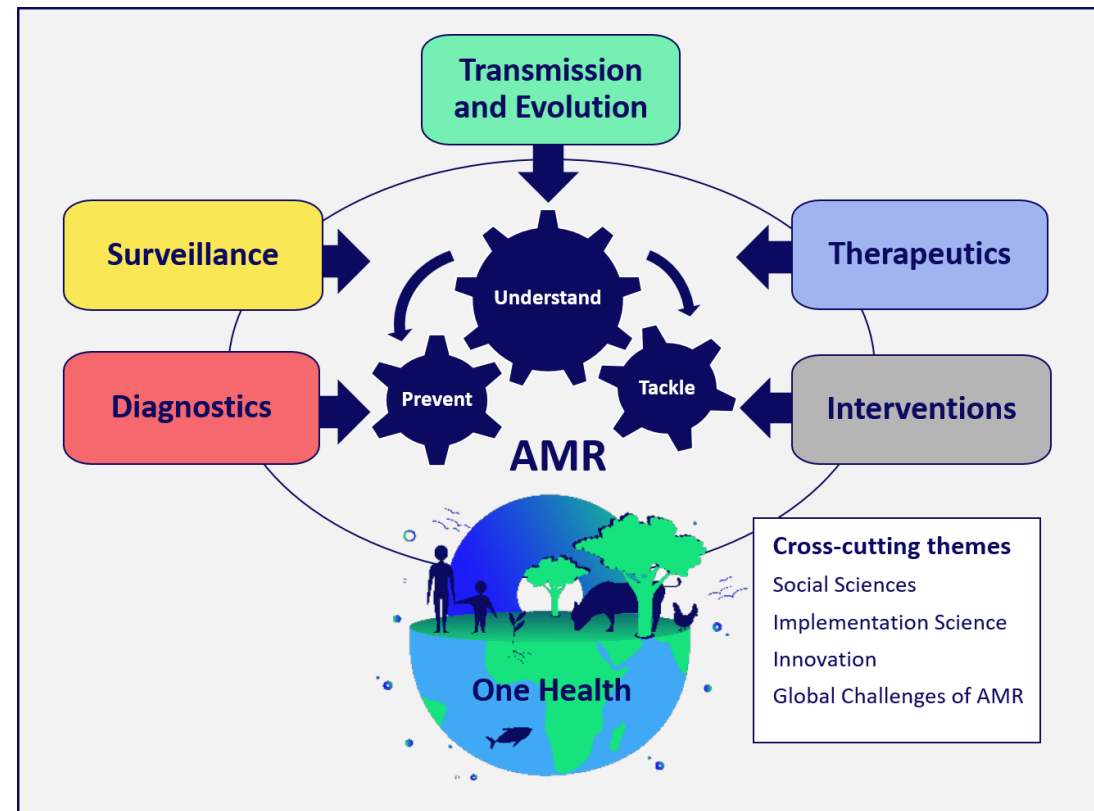 Transmission
and Evolution
Surveillance
Therapeutics
Understand
Diagnostics
Prevent
Tackle
Interventions
AMR
One Health
Cross-cutting themes
Social Sciences
Implementation Science
Innovation
Global Challenges of AMR